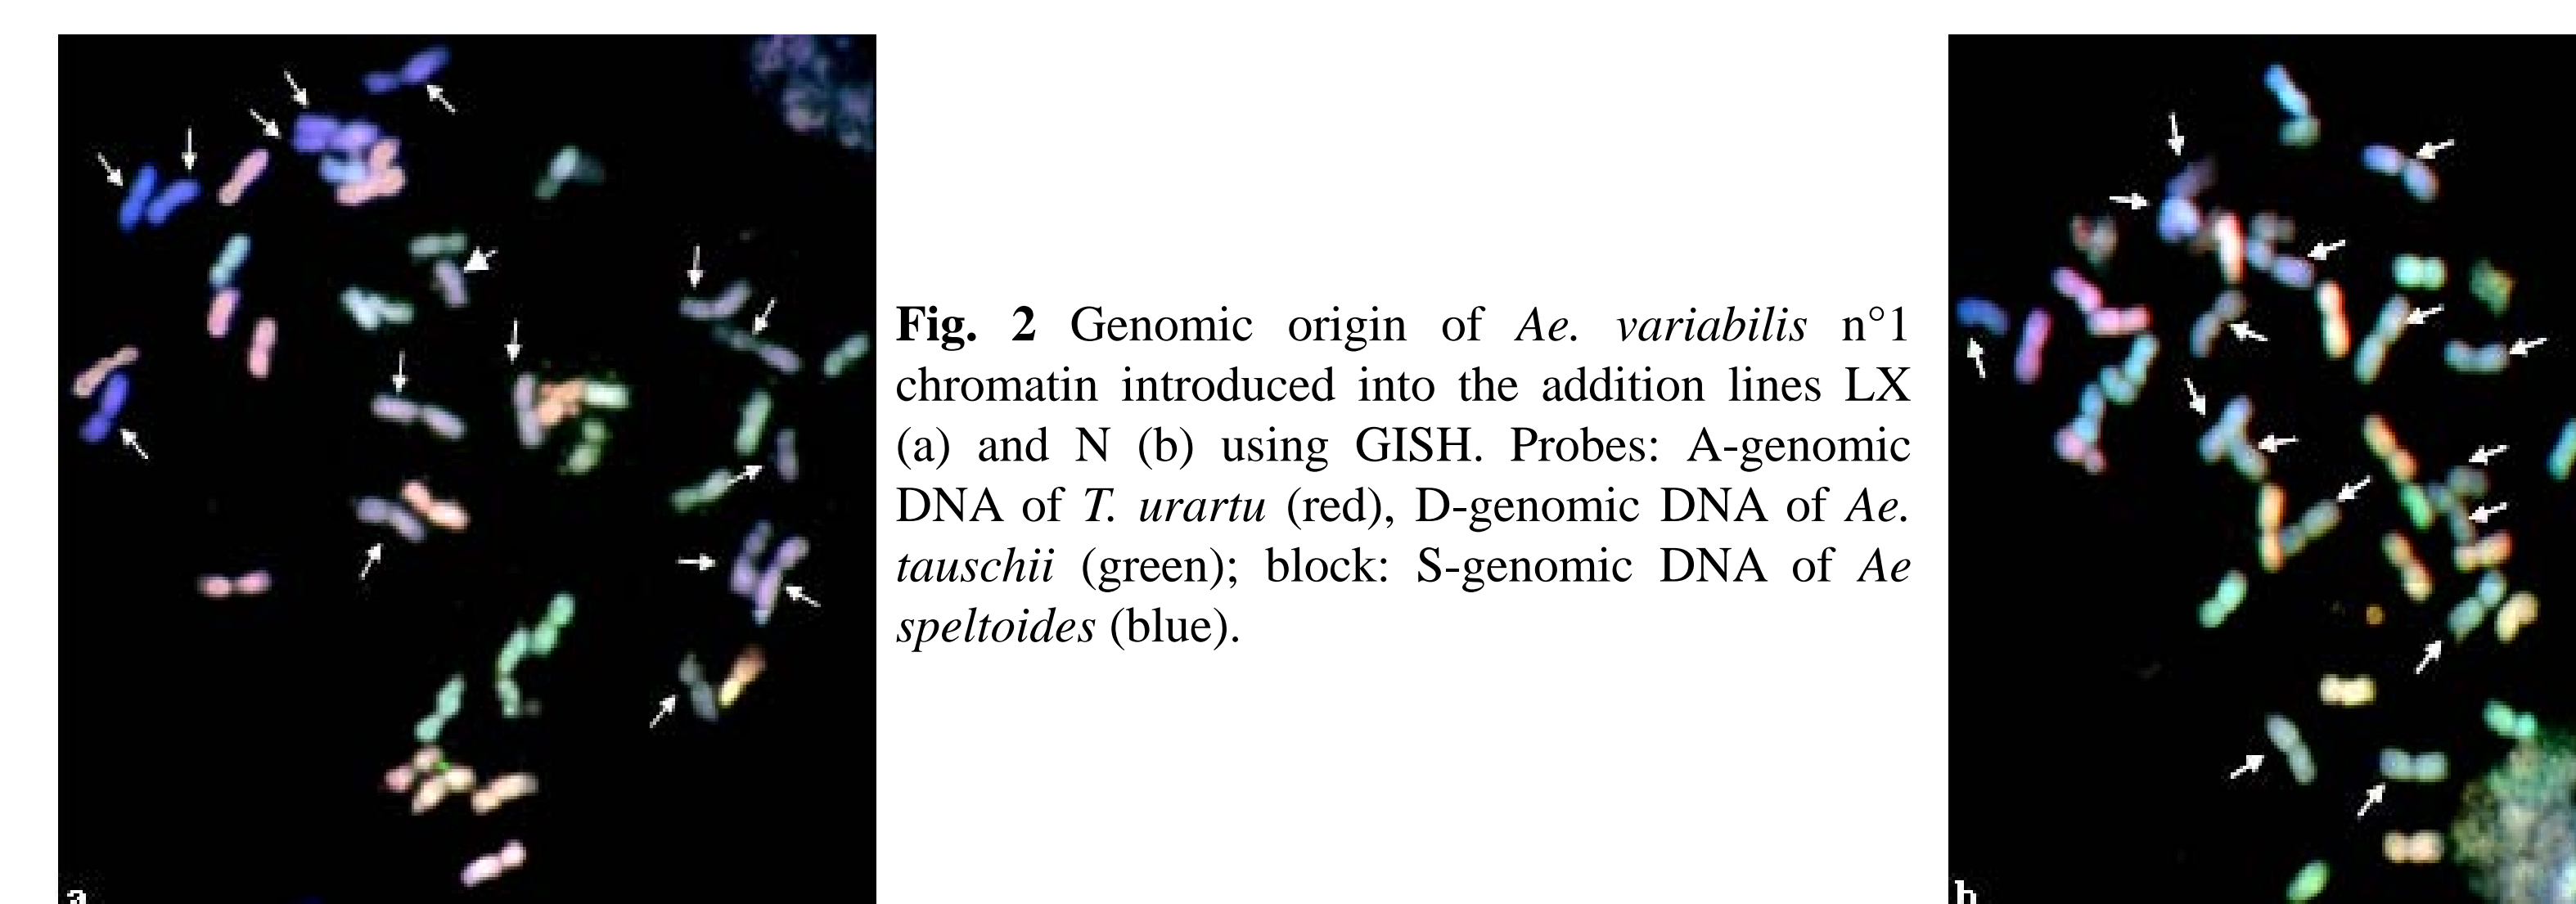 Fig. 2 Genomic origin of Ae. variabilis n°1
chromatin introduced into the addition lines LX
(a) and N (b) using GISH. Probes: A-genomic
DNA of T. urartu (red), D-genomic DNA of Ae.
tauschii (green); block: S-genomic DNA of Ae
speltoides (blue).
a
b